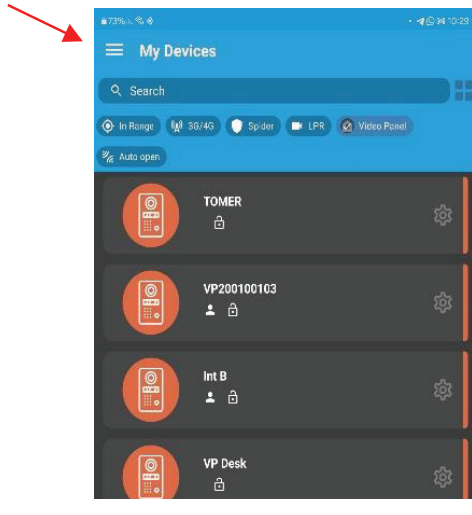 73%
10:29
My Devices
Search
In Range 3G/4G Spider LPR Video Panel
Auto open
TOMER
VP200100103
Int B
VP Desk